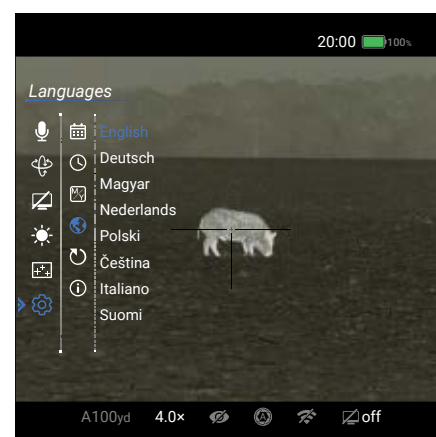 20:00 100%
Languages
English
Deutsch
Magyar
Nederlands
Polski
Čeština
Italiano
Suomi
A100yd 4.0× off